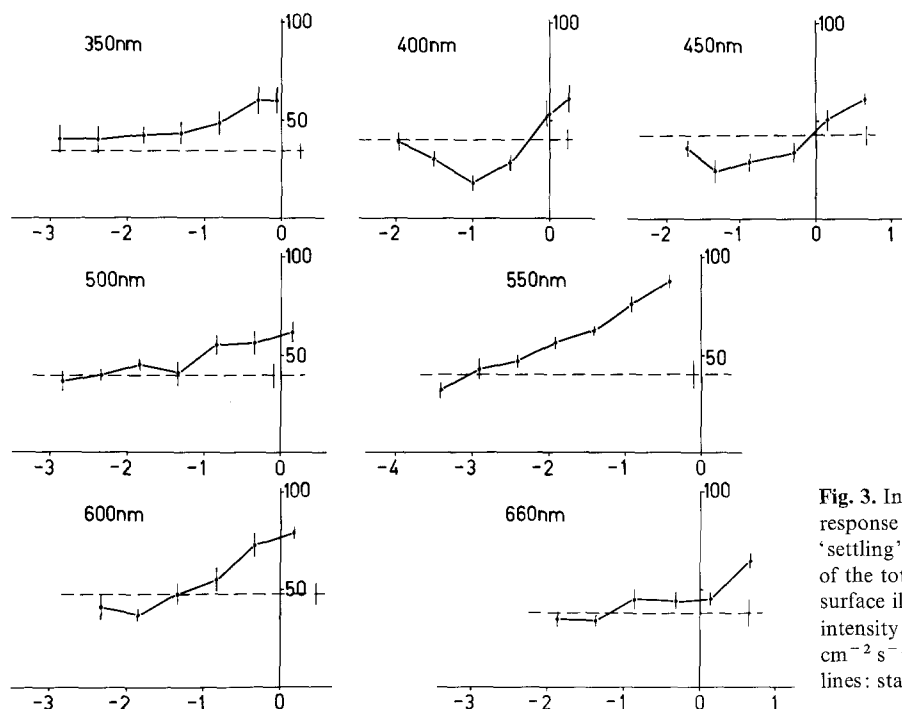 350nm
100
50
-3 -2 -1 0
400nm
100
50
-2 -1 0
450nm
100
50
-2 -1 0 1
500nm
100
50
-3 -2 -1 0
550nm
100
50
-4 -3 -2 -1 0
600nm
100
50
-3 -2 -1 0
660nm
100
50
-3 -2 -1 0 1
Fig. 3. In
response
‘settling’
of the tot
surface il
intensity
cm⁻² s⁻
lines: sta